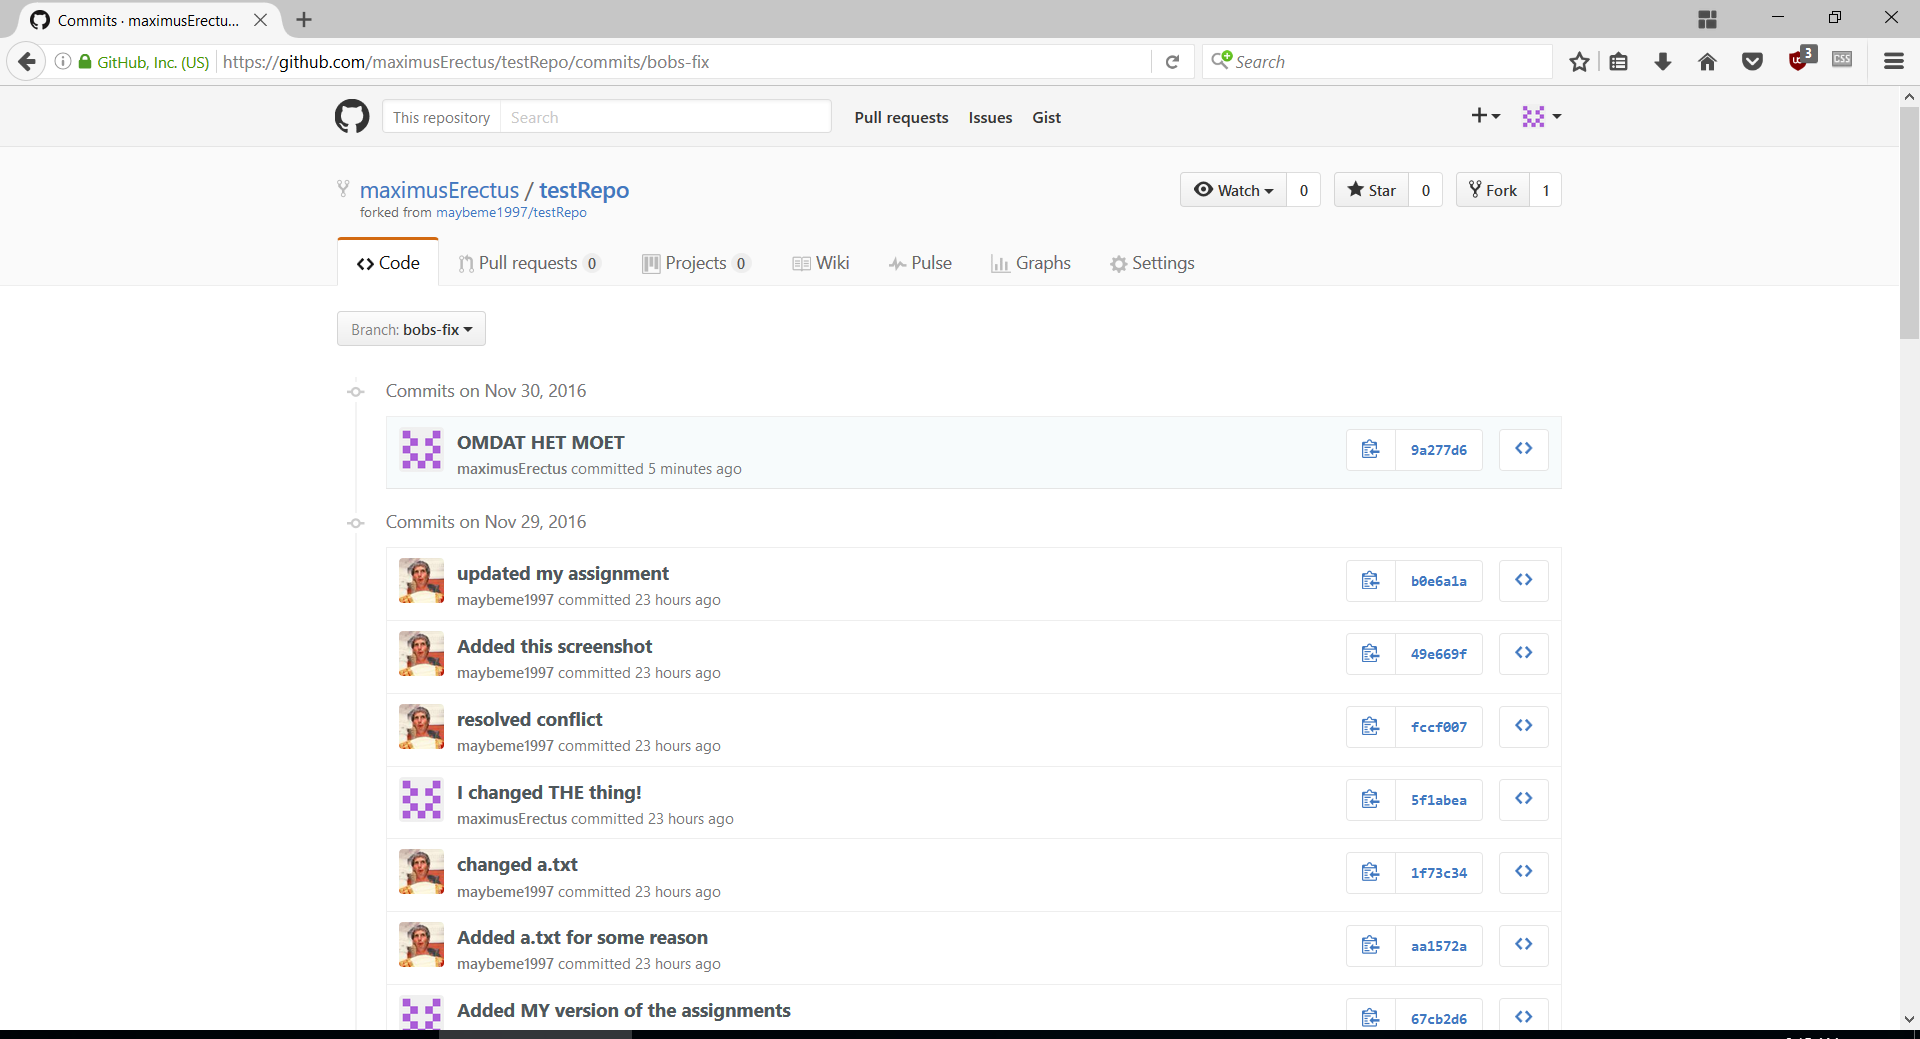 Commits · maximusErectu...
GitHub, Inc. (US) https://github.com/maximusErectus/testRepo/commits/bobs-fix Search 3 CSS
This repository Search Pull requests Issues Gist
maximusErectus / testRepo Watch 0 Star 0 Fork 1
forked from maybeme1997/testRepo
Code Pull requests 0 Projects 0 Wiki Pulse Graphs Settings
Branch: bobs-fix
Commits on Nov 30, 2016
OMDAT HET MOET 9a277d6
maximusErectus committed 5 minutes ago
Commits on Nov 29, 2016
updated my assignment b0e6a1a
maybeme1997 committed 23 hours ago
Added this screenshot 49e669f
maybeme1997 committed 23 hours ago
resolved conflict fccf007
maybeme1997 committed 23 hours ago
I changed THE thing! 5f1abea
maximusErectus committed 23 hours ago
changed a.txt 1f73c34
maybeme1997 committed 23 hours ago
Added a.txt for some reason aa1572a
maybeme1997 committed 23 hours ago
Added MY version of the assignments 67cb2d6